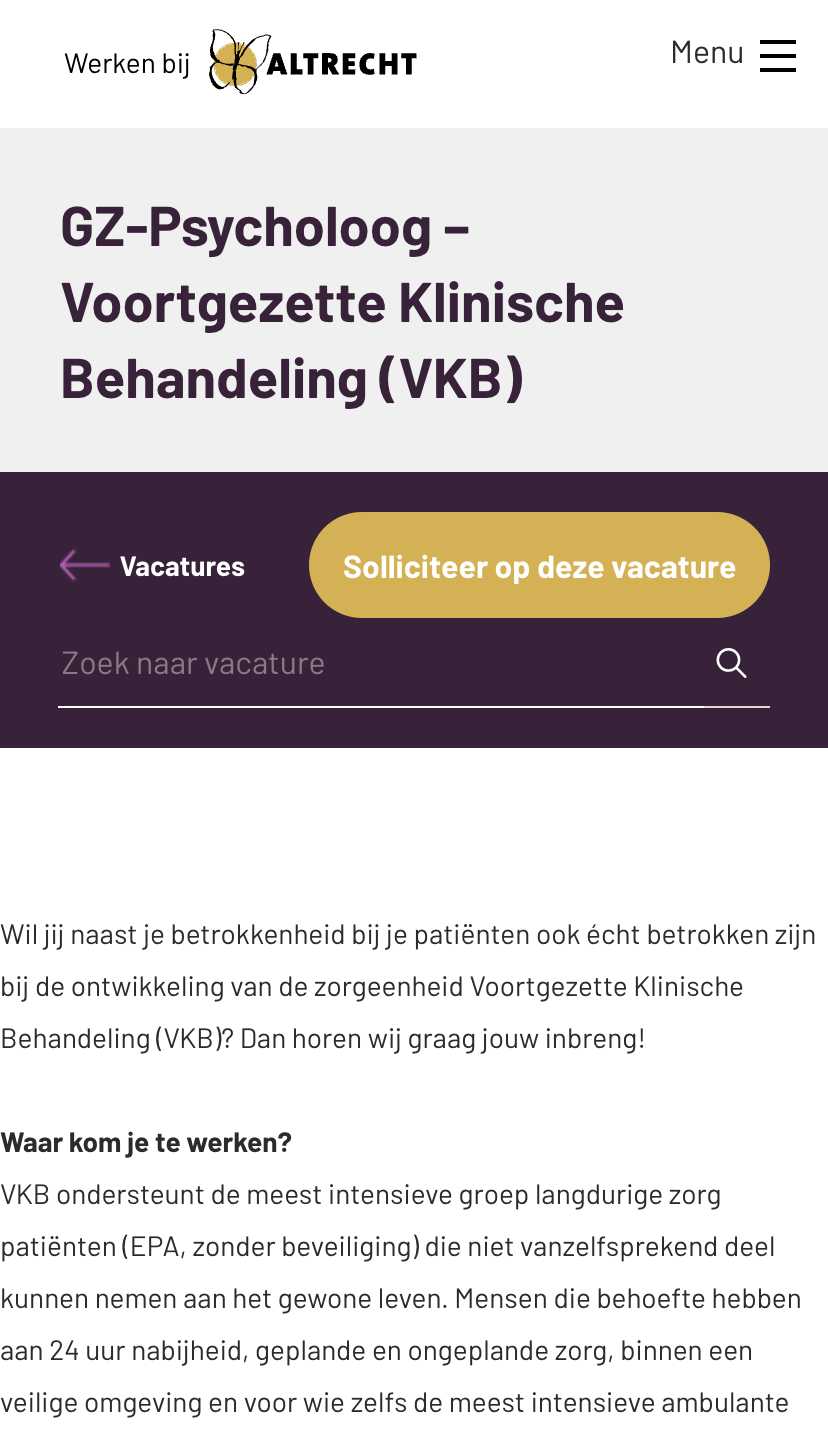 Werken bij ALTRECHT
Menu
GZ-Psycholoog –
Voortgezette Klinische
Behandeling (VKB)
Vacatures
Solliciteer op deze vacature
Zoek naar vacature
Wil jij naast je betrokkenheid bij je patiënten ook écht betrokken zijn
bij de ontwikkeling van de zorgeenheid Voortgezette Klinische
Behandeling (VKB)? Dan horen wij graag jouw inbreng!
Waar kom je te werken?
VKB ondersteunt de meest intensieve groep langdurige zorg
patiënten (EPA, zonder beveiliging) die niet vanzelfsprekend deel
kunnen nemen aan het gewone leven. Mensen die behoefte hebben
aan 24 uur nabijheid, geplande en ongeplande zorg, binnen een
veilige omgeving en voor wie zelfs de meest intensieve ambulante